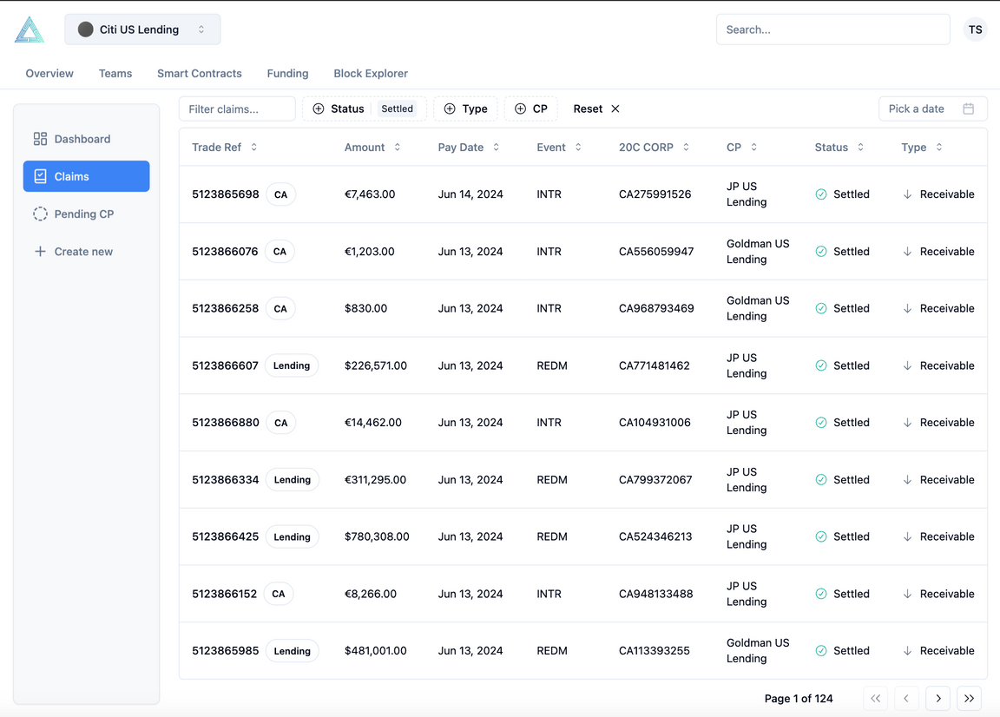 Citi US Lending
Search...
TS
Overview Teams Smart Contracts Funding Block Explorer
Dashboard
Claims
Pending CP
Create new
Filter claims... Status Settled Type CP Reset Pick a date
Trade Ref Amount Pay Date Event 20C CORP CP Status Type
5123865698 CA €7,463.00 Jun 14, 2024 INTR CA275991526 JP US Lending Settled Receivable
5123866076 CA €1,203.00 Jun 13, 2024 INTR CA556059947 Goldman US Lending Settled Receivable
5123866258 CA $830.00 Jun 13, 2024 INTR CA968793469 Goldman US Lending Settled Receivable
5123866607 Lending $226,571.00 Jun 13, 2024 REDM CA771481462 JP US Lending Settled Receivable
5123866880 CA €14,462.00 Jun 13, 2024 INTR CA104931006 JP US Lending Settled Receivable
5123866334 Lending €311,295.00 Jun 13, 2024 REDM CA799372067 JP US Lending Settled Receivable
5123866425 Lending $780,308.00 Jun 13, 2024 REDM CA524346213 JP US Lending Settled Receivable
5123866152 CA €8,266.00 Jun 13, 2024 INTR CA948133488 JP US Lending Settled Receivable
5123865985 Lending $481,001.00 Jun 13, 2024 REDM CA113393255 Goldman US Lending Settled Receivable
Page 1 of 124